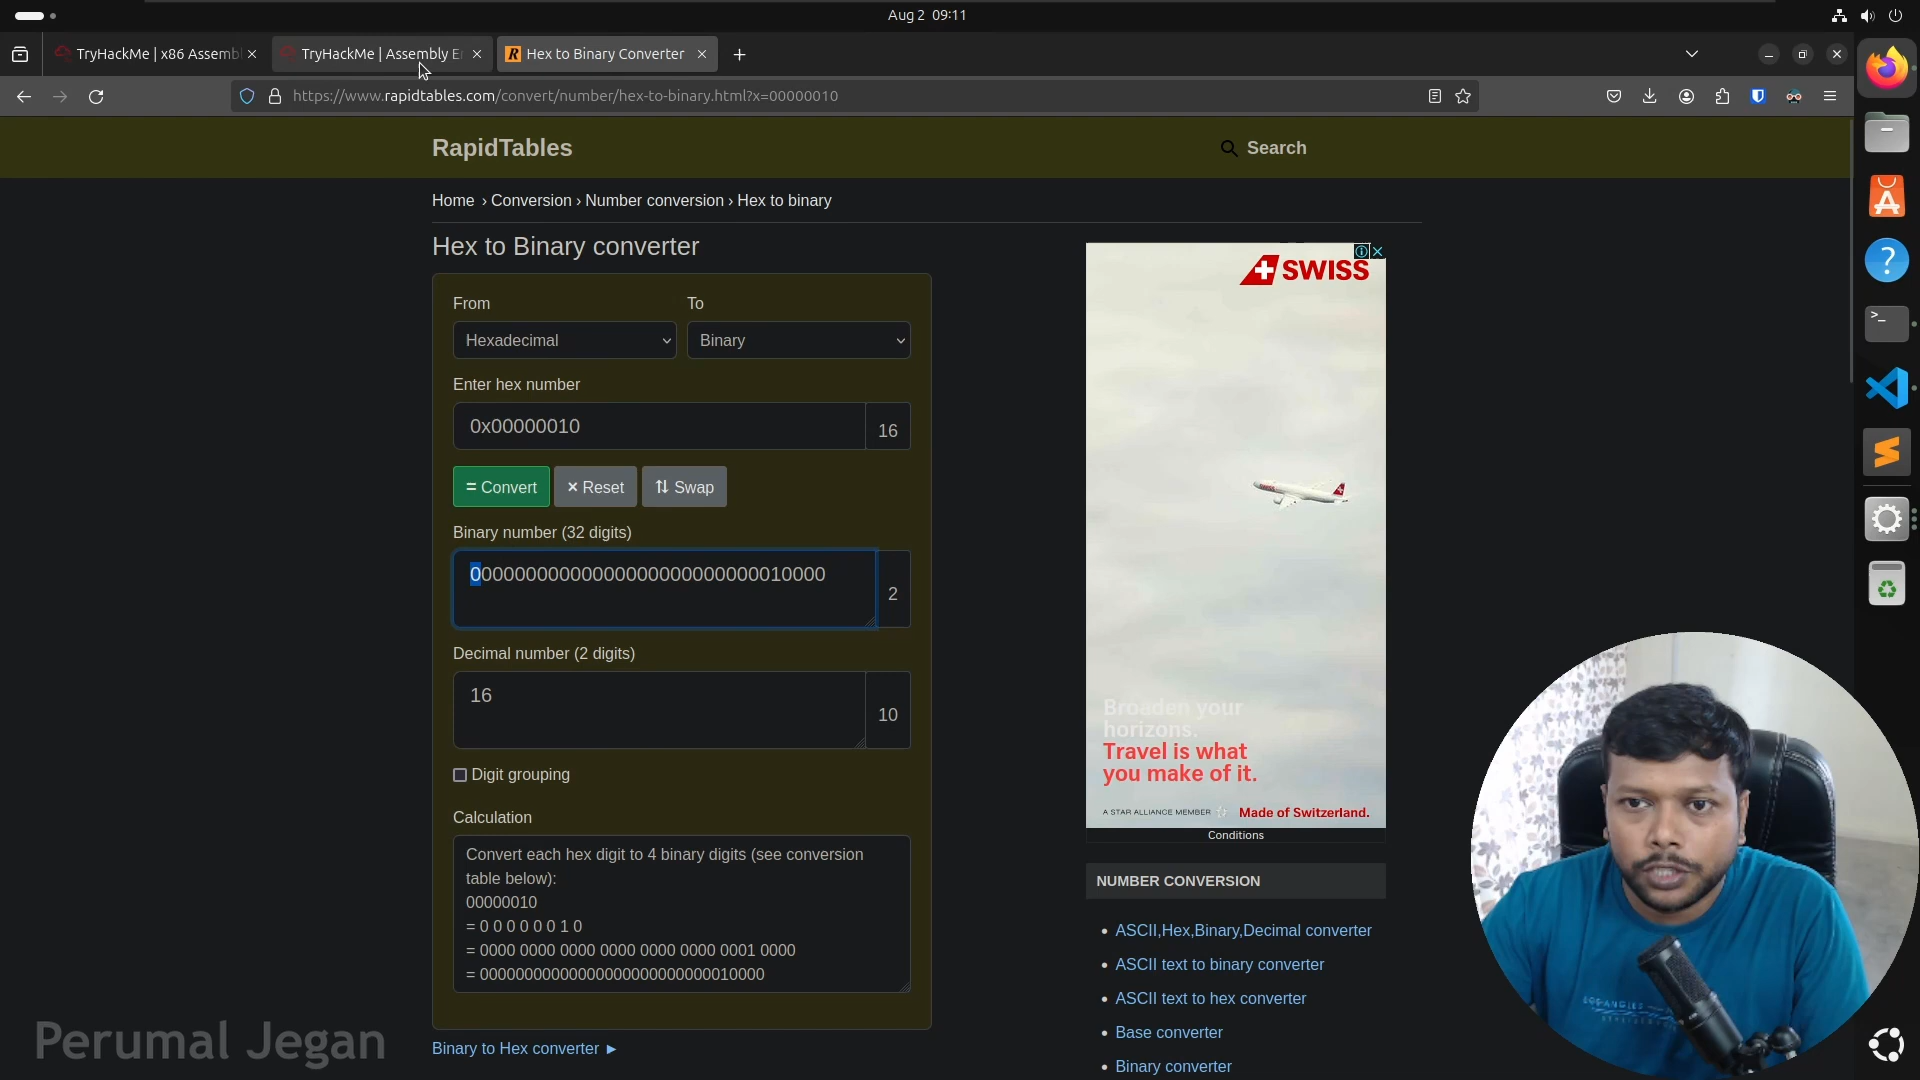 Aug 2 09:11
TryHackMe | x86 Assembl
TryHackMe | Assembly E
Hex to Binary Converter
https://www.rapidtables.com/convert/number/hex-to-binary.html?x=00000010
RapidTables
Search
Home › Conversion › Number conversion › Hex to binary
Hex to Binary converter
From
To
Hexadecimal
Binary
Enter hex number
0x00000010
16
= Convert
× Reset
Swap
Binary number (32 digits)
00000000000000000000000000010000
2
Decimal number (2 digits)
16
10
Digit grouping
Calculation
Convert each hex digit to 4 binary digits (see conversion
table below):
00000010
= 0 0 0 0 0 0 1 0
= 0000 0000 0000 0000 0000 0000 0001 0000
= 00000000000000000000000000010000
Binary to Hex converter ►
SWISS
Broaden your
horizons.
Travel is what
you make of it.
A STAR ALLIANCE MEMBER
Made of Switzerland.
Conditions
NUMBER CONVERSION
ASCII,Hex,Binary,Decimal converter
ASCII text to binary converter
ASCII text to hex converter
Base converter
Binary converter
Perumal Jegan